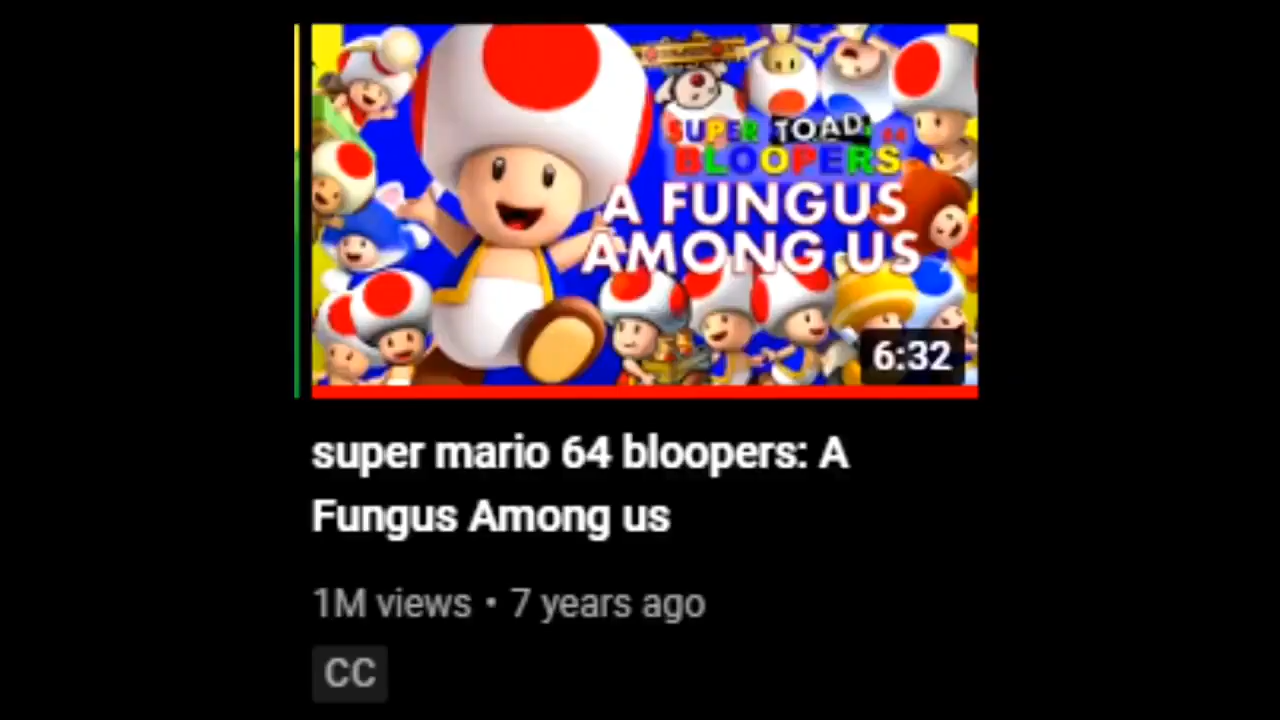 SUPER TOAD 64
BLOOPERS
A FUNGUS
AMONG US
6:32
super mario 64 bloopers: A
Fungus Among us
1M views • 7 years ago
CC